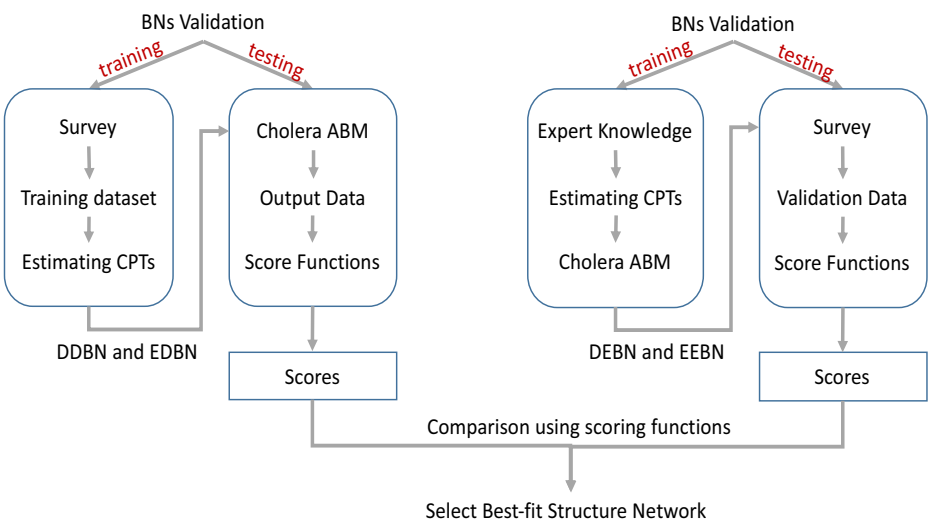 BNs Validation
training
testing
Survey
Training dataset
Estimating CPTs
Cholera ABM
Output Data
Score Functions
DDBN and EDBN
Scores
BNs Validation
training
testing
Expert Knowledge
Estimating CPTs
Cholera ABM
Survey
Validation Data
Score Functions
DEBN and EEBN
Scores
Comparison using scoring functions
Select Best-fit Structure Network